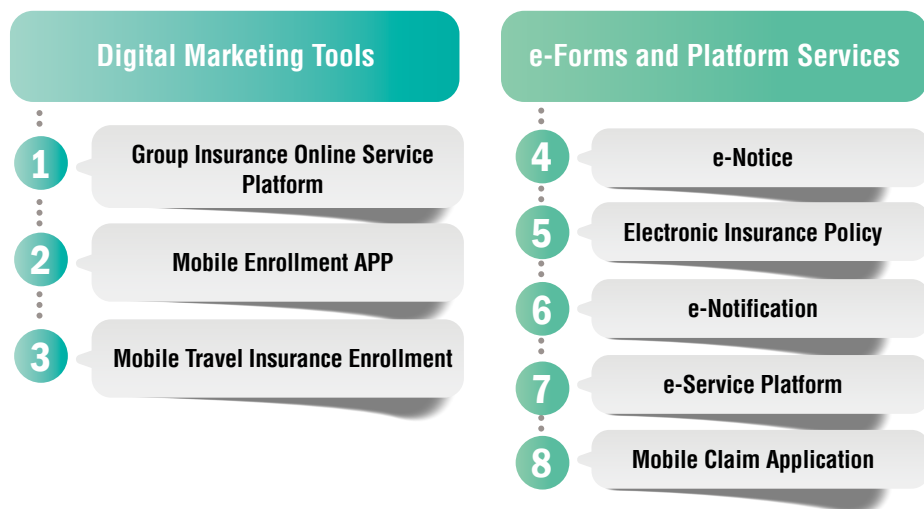 Digital Marketing Tools
1
Group Insurance Online Service
Platform
2
Mobile Enrollment APP
3
Mobile Travel Insurance Enrollment
e-Forms and Platform Services
4
e-Notice
5
Electronic Insurance Policy
6
e-Notification
7
e-Service Platform
8
Mobile Claim Application